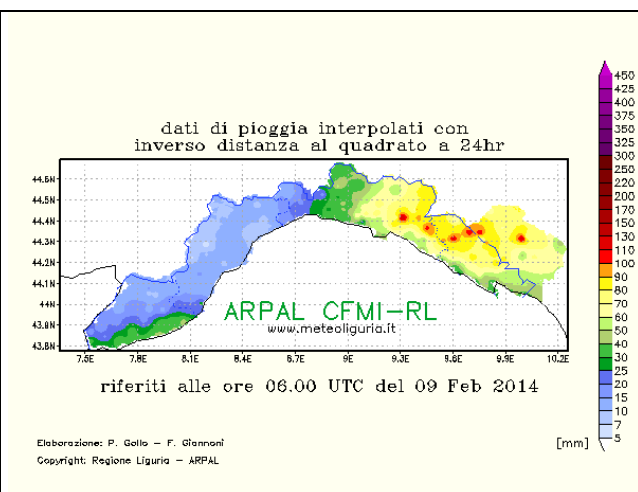 dati di pioggia interpolati con
inverso distanza al quadrato a 24hr
44.5N
44.5N
44.4N
44.3N
44.2N
44.1N
44N
43.9N
43.8N
7.5E 7.8E 8.1E 8.4E 8.7E 9E 9.3E 9.6E 9.9E 10.2E
ARPAL CFMI-RL
www.meteoliguria.it
riferiti alle ore 06.00 UTC del 09 Feb 2014
Elaborazione: P. Gollo - F. Giannoni
Copyright: Regione Liguria - ARPAL
[mm]
450
425
400
375
350
325
300
250
220
200
170
150
130
110
100
90
80
70
60
50
40
30
25
20
15
10
7
5